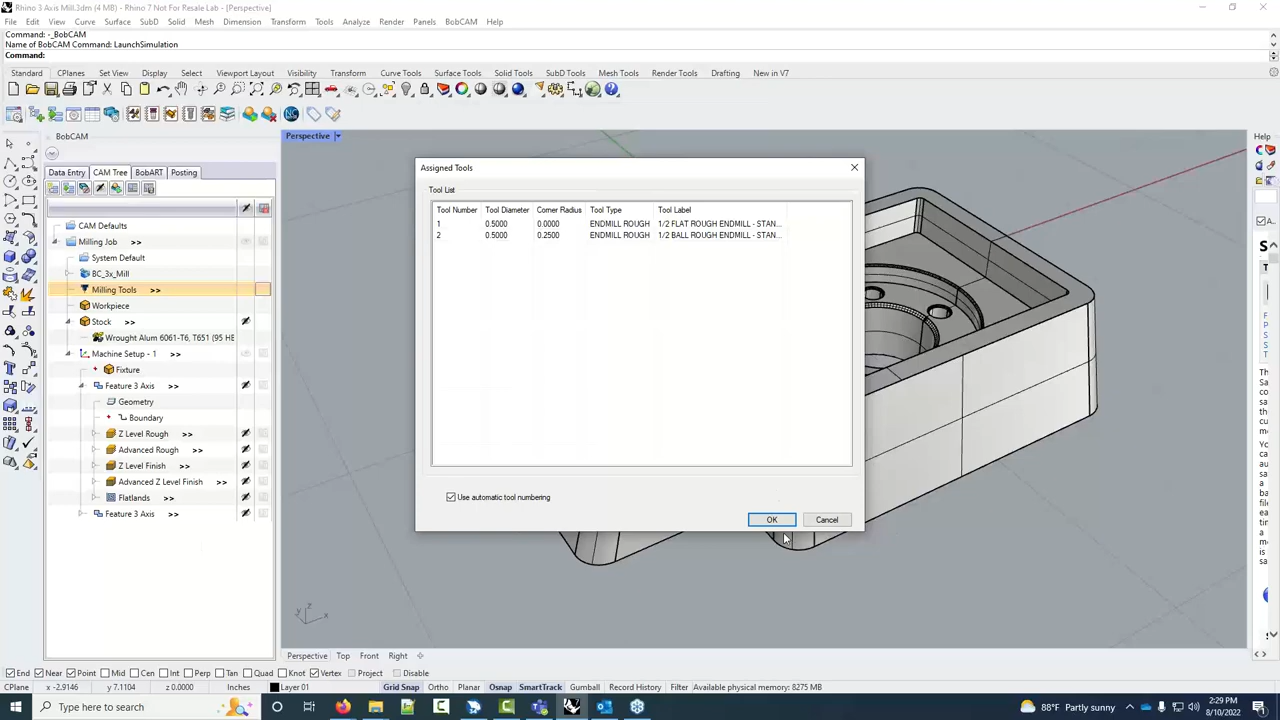 Rhino 3 Axis Mill.3dm (4 MB) - Rhino 7 Not For Resale Lab - [Perspective]
File Edit View Curve Surface SubD Solid Mesh Dimension Transform Tools Analyze Render Panels BobCAM Help
Command: -_BobCAM
Name of BobCAM Command: LaunchSimulation
Command:
Standard CPlanes Set View Display Select Viewport Layout Visibility Transform Curve Tools Surface Tools Solid Tools SubD Tools Mesh Tools Render Tools Drafting New in V7
BobCAM
Perspective
Help
Data Entry CAM Tree BobART Posting
CAM Defaults
Milling Job >>
System Default
BC_3x_Mill
Milling Tools >>
Workpiece
Stock >>
Wrought Alum 6061-T6, T651 (95 HE
Machine Setup - 1 >>
Fixture
Feature 3 Axis >>
Geometry
Boundary
Z Level Rough >>
Advanced Rough >>
Z Level Finish >>
Advanced Z Level Finish >>
Flatlands >>
Feature 3 Axis >>
Assigned Tools
Tool List
Tool Number Tool Diameter Corner Radius Tool Type Tool Label
1 0.5000 0.0000 ENDMILL ROUGH 1/2 FLAT ROUGH ENDMILL - STAN...
2 0.5000 0.2500 ENDMILL ROUGH 1/2 BALL ROUGH ENDMILL - STAN...
Use automatic tool numbering
OK Cancel
z
y x
Perspective Top Front Right
End Near Point Mid Cen Int Perp Tan Quad Knot Vertex Project Disable
CPlane x -2.9146 y 7.1104 z 0.0000 Inches Layer 01 Grid Snap Ortho Planar Osnap SmartTrack Gumball Record History Filter Available physical memory: 8275 MB
Type here to search
88°F Partly sunny
2:29 PM
8/10/2022